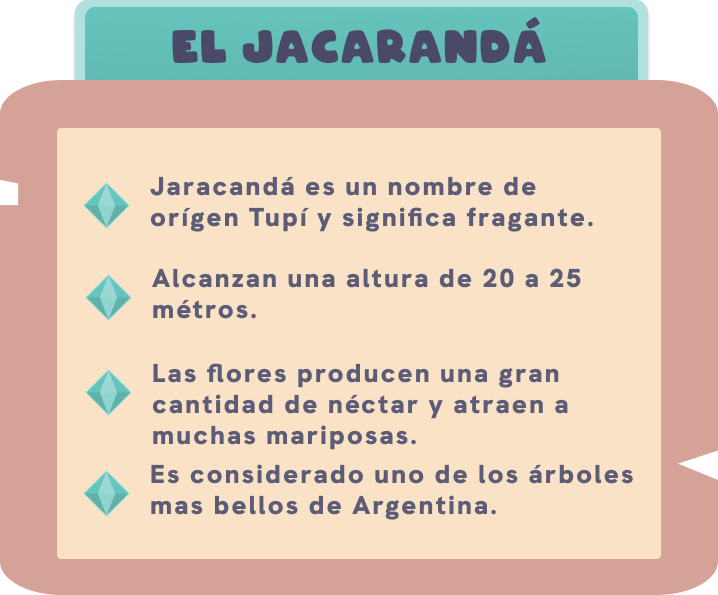 EL JACARANDÁ
Jaracandá es un nombre de
orígen Tupí y significa fragante.
Alcanzan una altura de 20 a 25
métros.
Las flores producen una gran
cantidad de néctar y atraen a
muchas mariposas.
Es considerado uno de los árboles
mas bellos de Argentina.